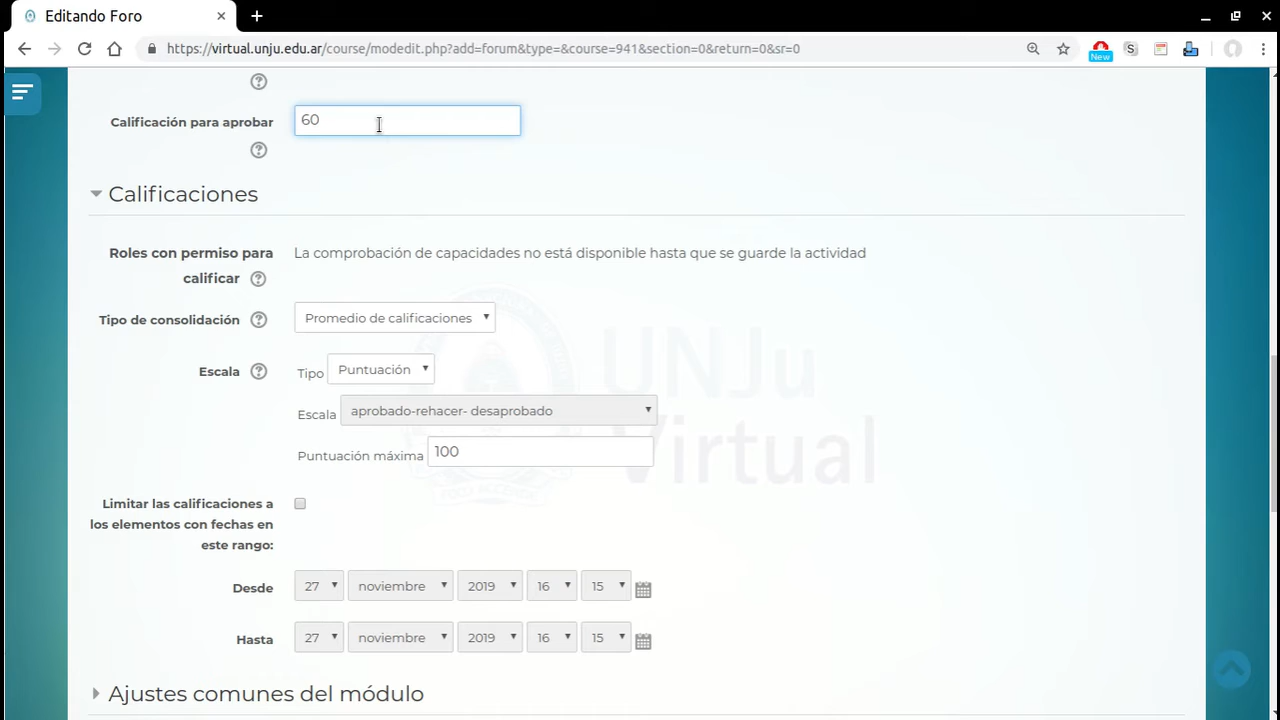 Editando Foro
https://virtual.unju.edu.ar/course/modedit.php?add=forum&type=&course=941&section=0&return=0&sr=0
New
S
Calificación para aprobar
60
Calificaciones
Roles con permiso para
calificar
La comprobación de capacidades no está disponible hasta que se guarde la actividad
Tipo de consolidación
Promedio de calificaciones
Escala
Tipo
Puntuación
Escala
aprobado-rehacer- desaprobado
Puntuación máxima
100
UNJu
Virtual
Limitar las calificaciones a
los elementos con fechas en
este rango:
Desde
27 noviembre 2019 16 15
Hasta
27 noviembre 2019 16 15
Ajustes comunes del módulo